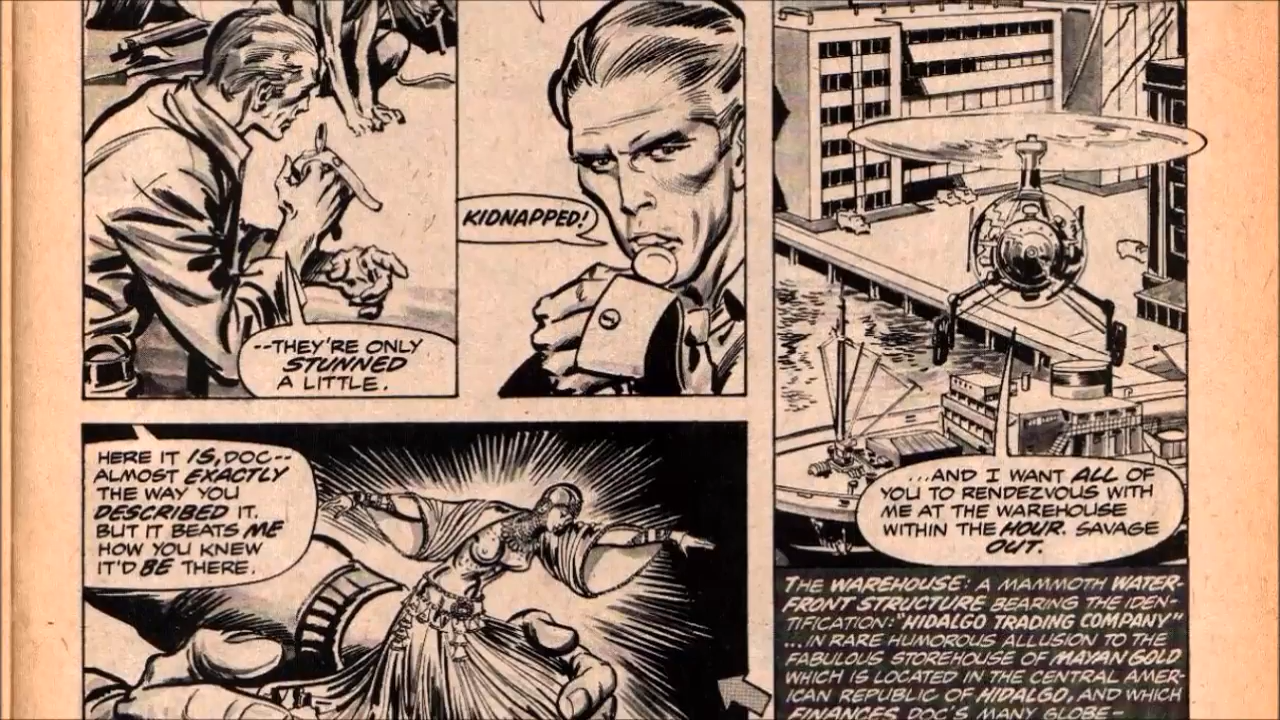 --THEY'RE ONLY
STUNNED
A LITTLE.
KIDNAPPED!
HERE IT IS, DOC--
ALMOST EXACTLY
THE WAY YOU
DESCRIBED IT.
BUT IT BEATS ME
HOW YOU KNEW
IT'D BE THERE.
...AND I WANT ALL OF
YOU TO RENDEZVOUS WITH
ME AT THE WAREHOUSE
WITHIN THE HOUR. SAVAGE
OUT.
THE WAREHOUSE: A MAMMOTH WATER-
FRONT STRUCTURE BEARING THE IDEN-
TIFICATION: "HIDALGO TRADING COMPANY"
... IN RARE HUMOROUS ALLUSION TO THE
FABULOUS STOREHOUSE OF MAYAN GOLD
WHICH IS LOCATED IN THE CENTRAL AMER-
ICAN REPUBLIC OF HIDALGO, AND WHICH
FINANCES DOC'S MANY GLOBE-